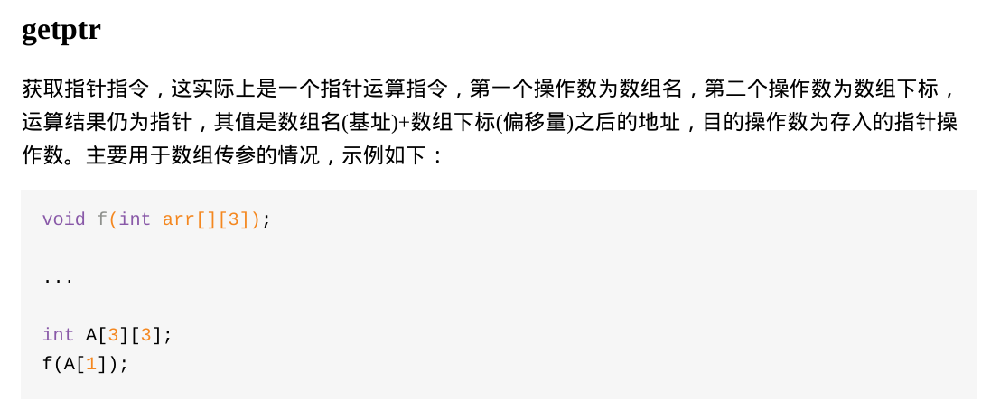 getptr
获取指针指令，这实际上是一个指针运算指令，第一个操作数为数组名，第二个操作数为数组下标，
运算结果仍为指针，其值是数组名(基址)+数组下标(偏移量)之后的地址，目的操作数为存入的指针操
作数。主要用于数组传参的情况，示例如下：
void f(int arr[][3]);
...
int A[3][3];
f(A[1]);